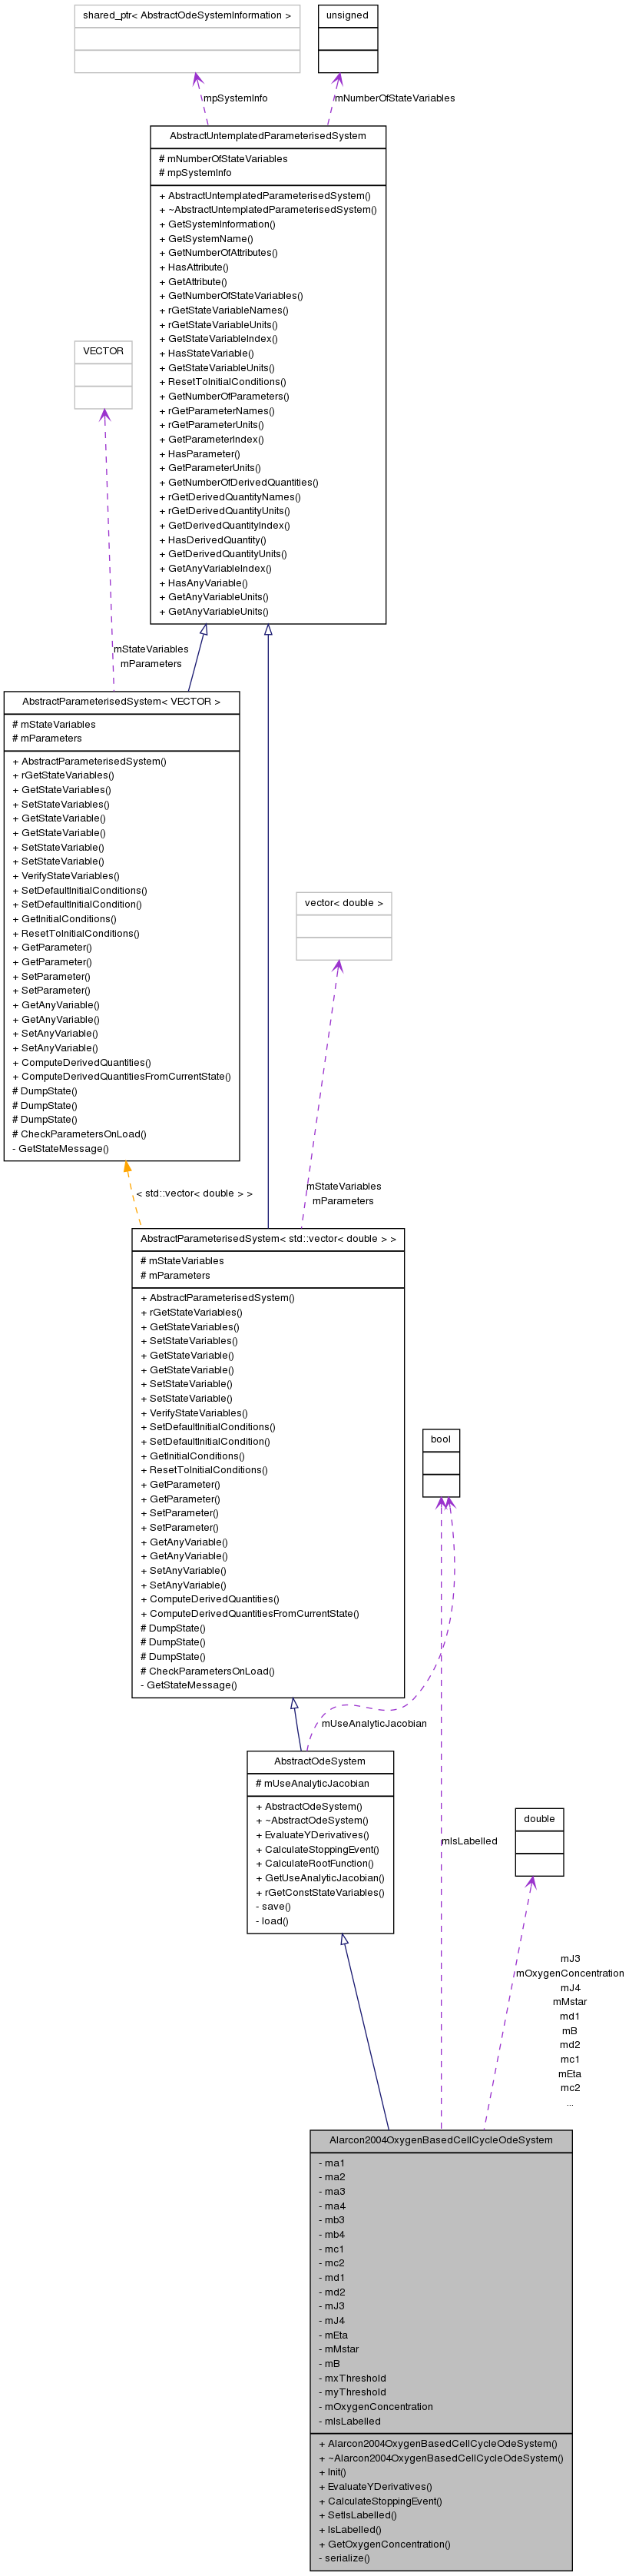 shared_ptr< AbstractOdeSystemInformation >
unsigned
mpSystemInfo
mNumberOfStateVariables
AbstractUntemplatedParameterisedSystem
# mNumberOfStateVariables
# mpSystemInfo
+ AbstractUntemplatedParameterisedSystem()
+ ~AbstractUntemplatedParameterisedSystem()
+ GetSystemInformation()
+ GetSystemName()
+ GetNumberOfAttributes()
+ HasAttribute()
+ GetAttribute()
+ GetNumberOfStateVariables()
+ rGetStateVariableNames()
+ rGetStateVariableUnits()
+ GetStateVariableIndex()
+ HasStateVariable()
+ GetStateVariableUnits()
+ ResetToInitialConditions()
+ GetNumberOfParameters()
+ rGetParameterNames()
+ rGetParameterUnits()
+ GetParameterIndex()
+ HasParameter()
+ GetParameterUnits()
+ GetNumberOfDerivedQuantities()
+ rGetDerivedQuantityNames()
+ rGetDerivedQuantityUnits()
+ GetDerivedQuantityIndex()
+ HasDerivedQuantity()
+ GetDerivedQuantityUnits()
+ GetAnyVariableIndex()
+ HasAnyVariable()
+ GetAnyVariableUnits()
+ GetAnyVariableUnits()
VECTOR
mStateVariables
mParameters
AbstractParameterisedSystem< VECTOR >
# mStateVariables
# mParameters
+ AbstractParameterisedSystem()
+ rGetStateVariables()
+ GetStateVariables()
+ SetStateVariables()
+ GetStateVariable()
+ GetStateVariable()
+ SetStateVariable()
+ SetStateVariable()
+ VerifyStateVariables()
+ SetDefaultInitialConditions()
+ SetDefaultInitialCondition()
+ GetInitialConditions()
+ ResetToInitialConditions()
+ GetParameter()
+ GetParameter()
+ SetParameter()
+ SetParameter()
+ GetAnyVariable()
+ GetAnyVariable()
+ SetAnyVariable()
+ SetAnyVariable()
+ ComputeDerivedQuantities()
+ ComputeDerivedQuantitiesFromCurrentState()
# DumpState()
# DumpState()
# DumpState()
# CheckParametersOnLoad()
- GetStateMessage()
vector< double >
< std::vector< double > >
mStateVariables
mParameters
AbstractParameterisedSystem< std::vector< double > >
# mStateVariables
# mParameters
+ AbstractParameterisedSystem()
+ rGetStateVariables()
+ GetStateVariables()
+ SetStateVariables()
+ GetStateVariable()
+ GetStateVariable()
+ SetStateVariable()
+ SetStateVariable()
+ VerifyStateVariables()
+ SetDefaultInitialConditions()
+ SetDefaultInitialCondition()
+ GetInitialConditions()
+ ResetToInitialConditions()
+ GetParameter()
+ GetParameter()
+ SetParameter()
+ SetParameter()
+ GetAnyVariable()
+ GetAnyVariable()
+ SetAnyVariable()
+ SetAnyVariable()
+ ComputeDerivedQuantities()
+ ComputeDerivedQuantitiesFromCurrentState()
# DumpState()
# DumpState()
# DumpState()
# CheckParametersOnLoad()
- GetStateMessage()
bool
mUseAnalyticJacobian
AbstractOdeSystem
# mUseAnalyticJacobian
+ AbstractOdeSystem()
+ ~AbstractOdeSystem()
+ EvaluateYDerivatives()
+ CalculateStoppingEvent()
+ CalculateRootFunction()
+ GetUseAnalyticJacobian()
+ rGetConstStateVariables()
- save()
- load()
double
mIsLabelled
mJ3
mOxygenConcentration
mJ4
mMstar
md1
mB
md2
mc1
mEta
mc2
...
Alarcon2004OxygenBasedCellCycleOdeSystem
- ma1
- ma2
- ma3
- ma4
- mb3
- mb4
- mc1
- mc2
- md1
- md2
- mJ3
- mJ4
- mEta
- mMstar
- mB
- mxThreshold
- myThreshold
- mOxygenConcentration
- mIsLabelled
+ Alarcon2004OxygenBasedCellCycleOdeSystem()
+ ~Alarcon2004OxygenBasedCellCycleOdeSystem()
+ Init()
+ EvaluateYDerivatives()
+ CalculateStoppingEvent()
+ SetIsLabelled()
+ IsLabelled()
+ GetOxygenConcentration()
- serialize()